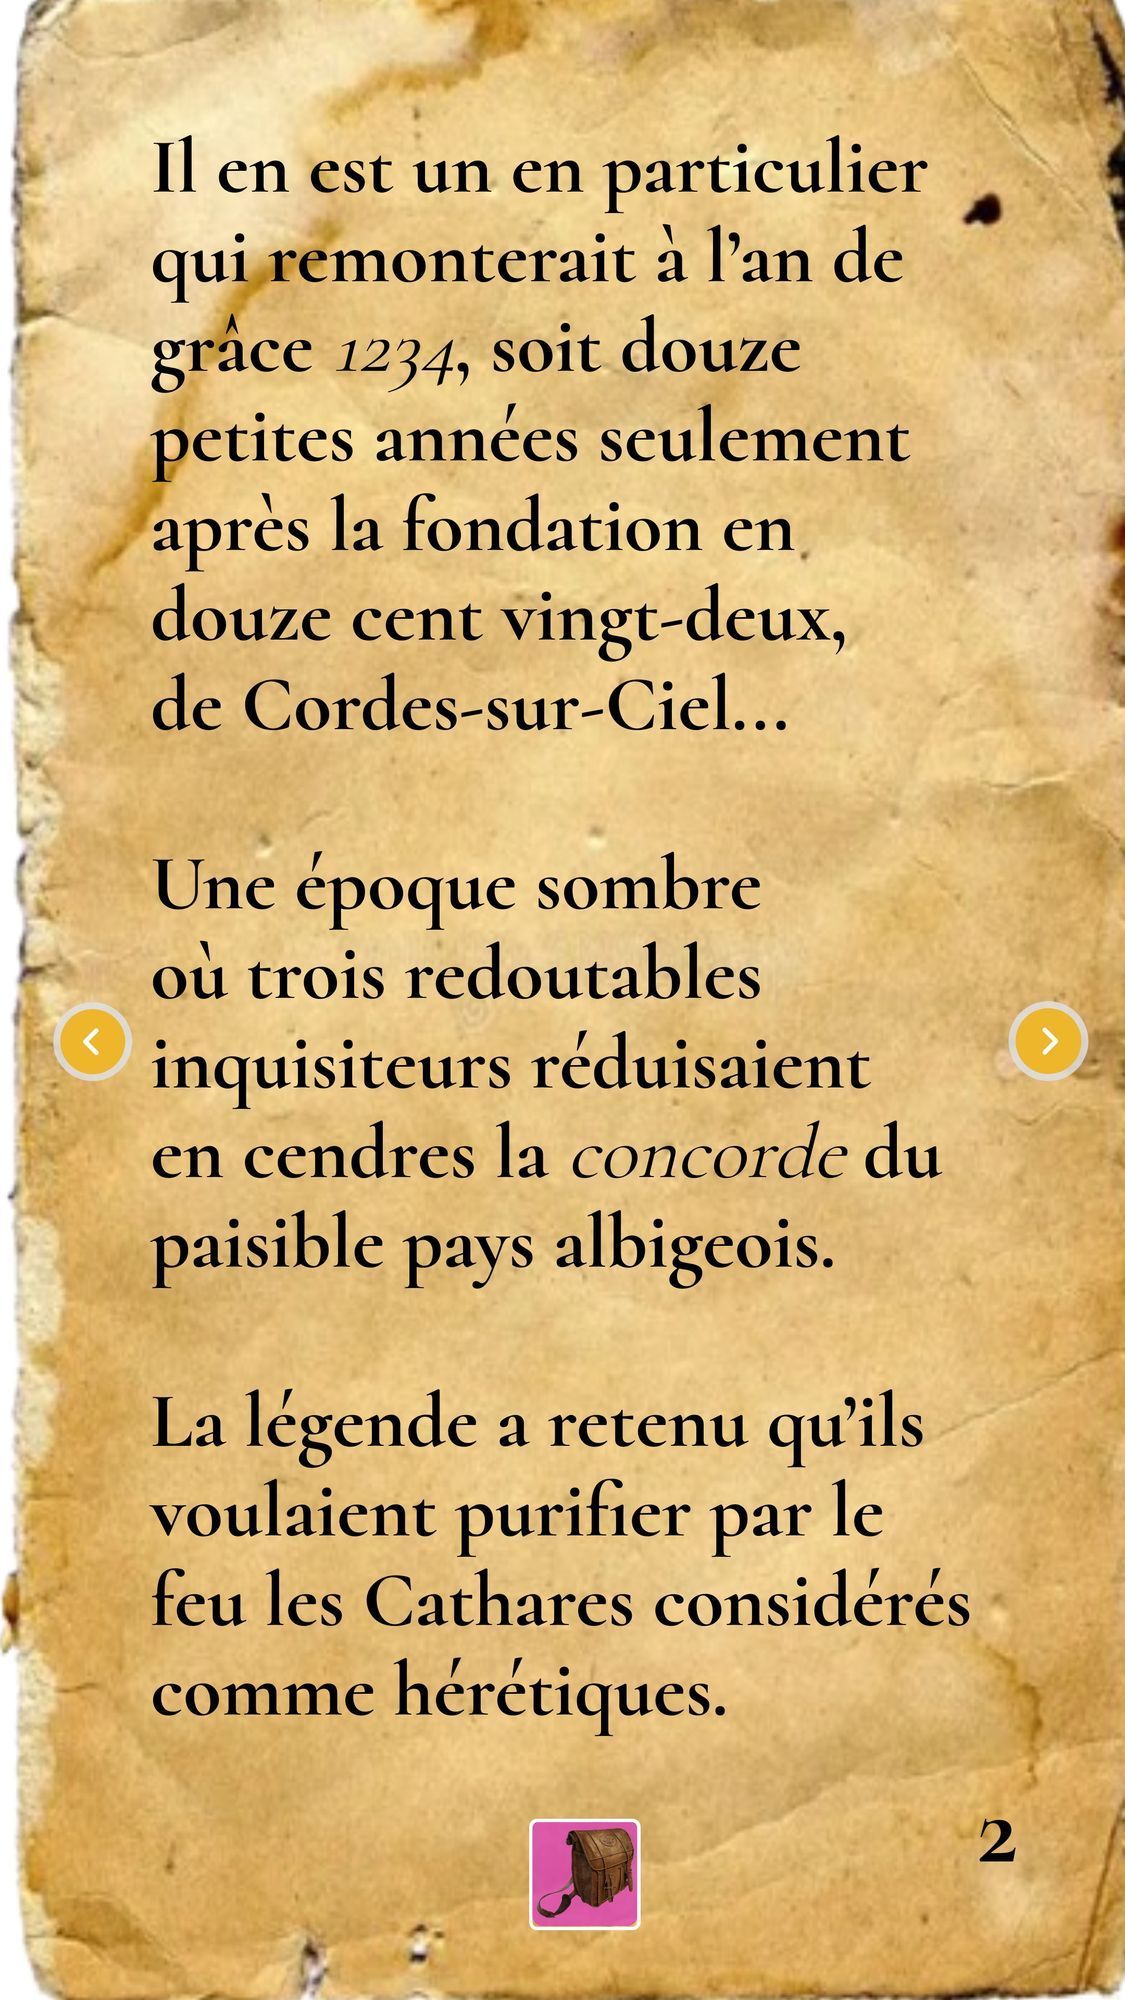 Il en est un en particulier
qui remonterait à l’an de
grâce 1234, soit douze
petites années seulement
après la fondation en
douze cent vingt-deux,
de Cordes-sur-Ciel...
Une époque sombre
où trois redoutables
inquisiteurs réduisaient
en cendres la concorde du
paisible pays albigeois.
La légende a retenu qu’ils
voulaient purifier par le
feu les Cathares considérés
comme hérétiques.
2